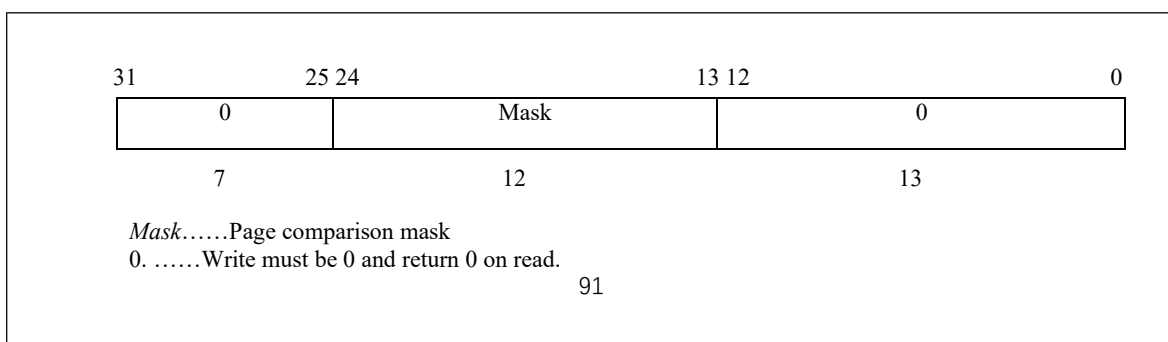 31 25 24 13 12 0
0 Mask 0
7 12 13
Mask……Page comparison mask
0. ……Write must be 0 and return 0 on read.
91